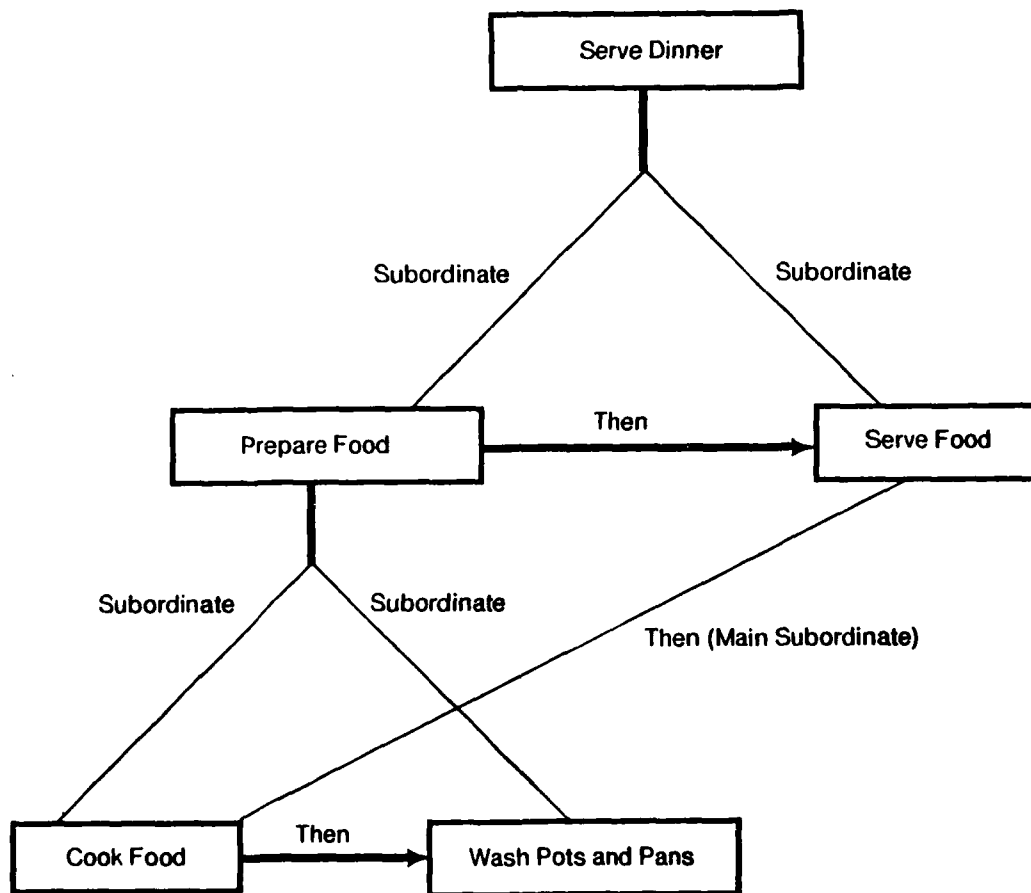 Serve Dinner
Subordinate
Subordinate
Prepare Food
Then
Serve Food
Subordinate
Subordinate
Then (Main Subordinate)
Cook Food
Then
Wash Pots and Pans